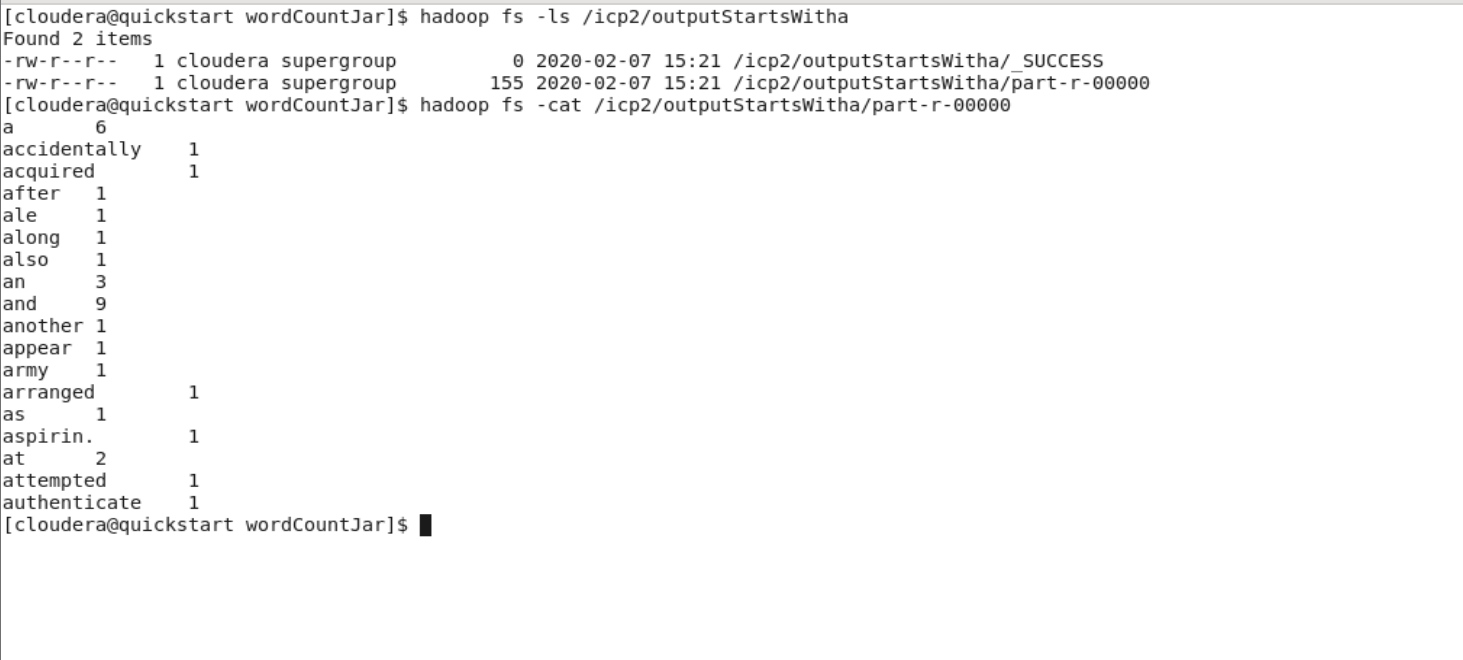 [cloudera@quickstart wordCountJar]$ hadoop fs -ls /icp2/outputStartsWitha
Found 2 items
-rw-r--r--   1 cloudera supergroup          0 2020-02-07 15:21 /icp2/outputStartsWitha/_SUCCESS
-rw-r--r--   1 cloudera supergroup        155 2020-02-07 15:21 /icp2/outputStartsWitha/part-r-00000
[cloudera@quickstart wordCountJar]$ hadoop fs -cat /icp2/outputStartsWitha/part-r-00000
a       6
accidentally    1
acquired        1
after   1
ale     1
along   1
also    1
an      3
and     9
another 1
appear  1
army    1
arranged        1
as      1
aspirin.        1
at      2
attempted       1
authenticate    1
[cloudera@quickstart wordCountJar]$